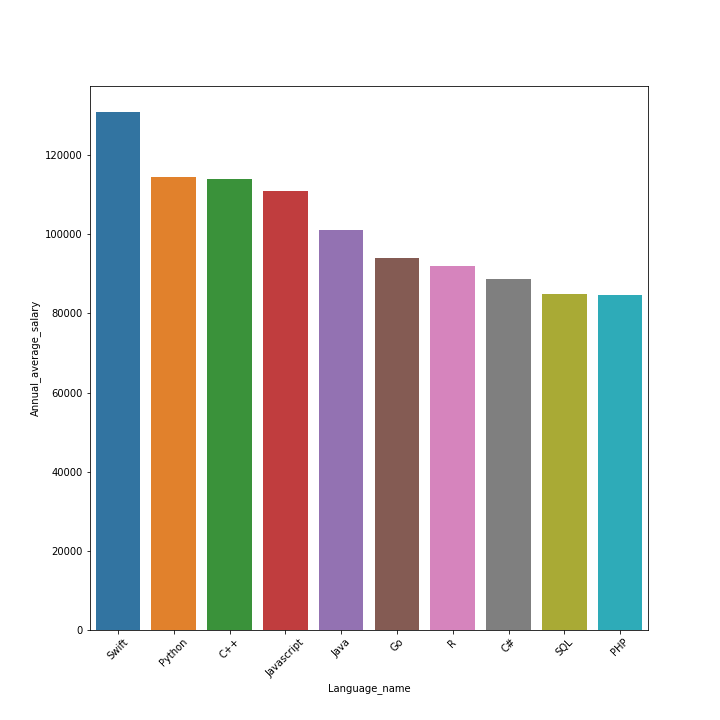 120000
100000
80000
60000
40000
20000
0
Annual_average_salary
Swift
Python
C++
Javascript
Java
Go
R
C#
SQL
PHP
Language_name